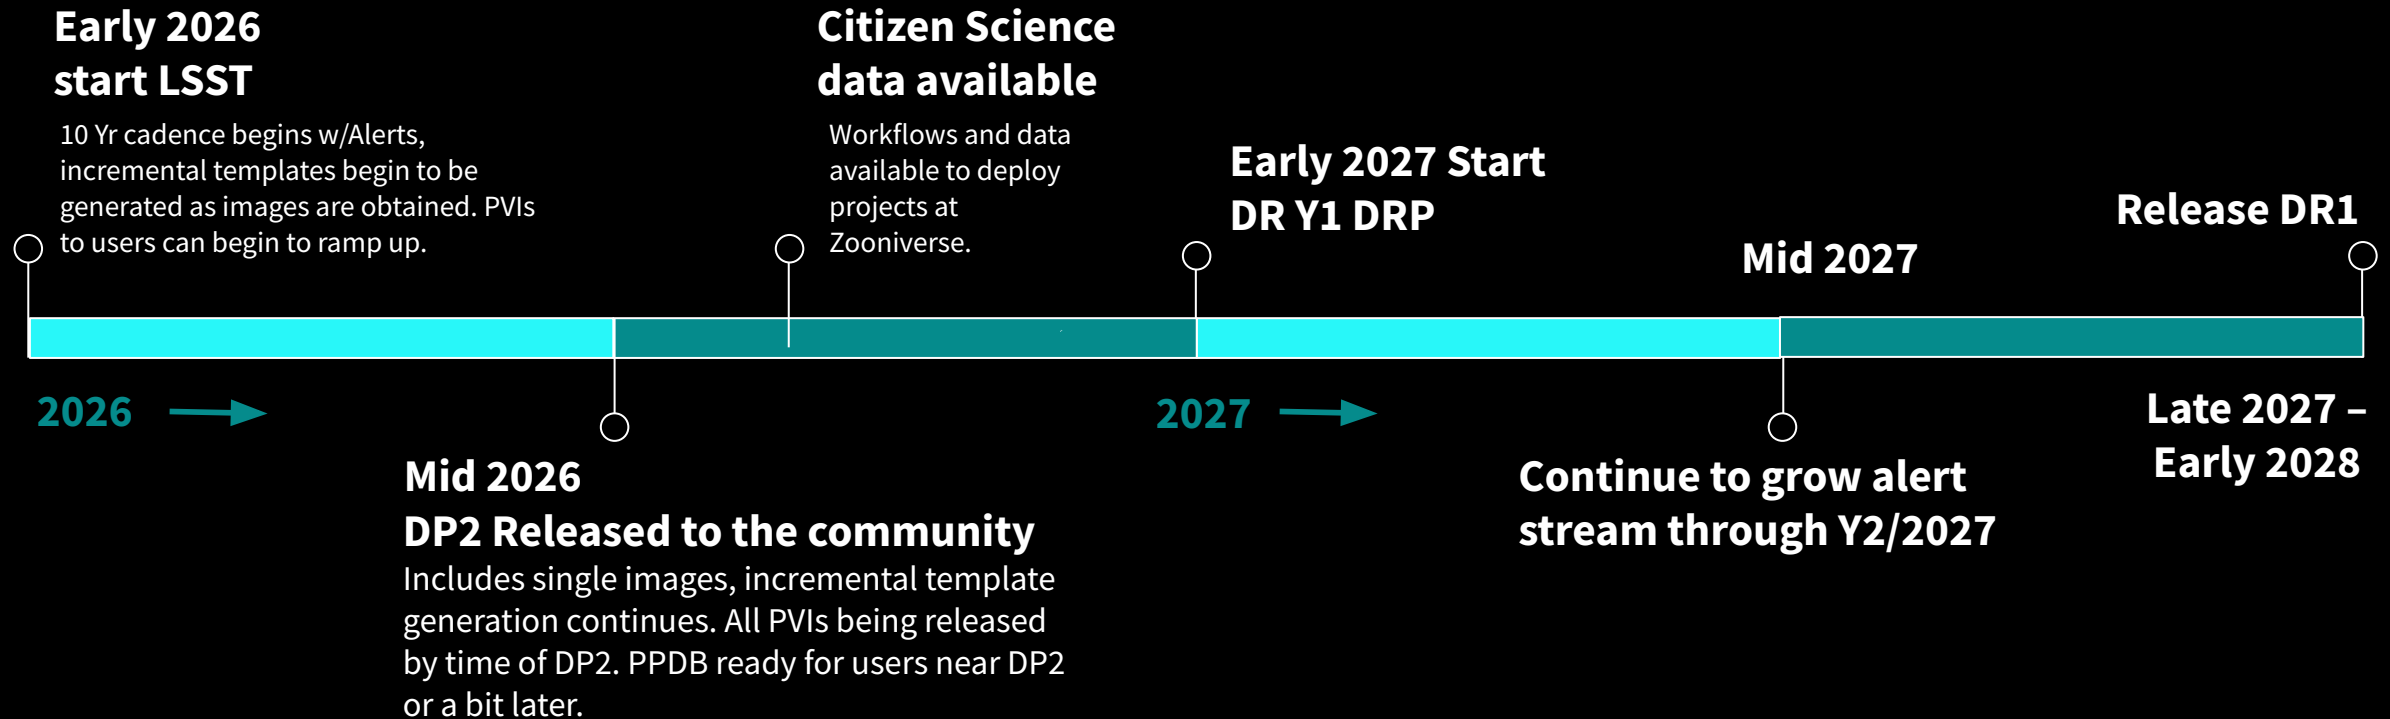 Early 2026
start LSST
10 Yr cadence begins w/Alerts,
incremental templates begin to be
generated as images are obtained. PVIs
to users can begin to ramp up.
Citizen Science
data available
Workflows and data
available to deploy
projects at
Zooniverse.
Early 2027 Start
DR Y1 DRP
Mid 2027
Release DR1
2026
2027
Late 2027 –
Early 2028
Mid 2026
DP2 Released to the community
Includes single images, incremental template
generation continues. All PVIs being released
by time of DP2. PPDB ready for users near DP2
or a bit later.
Continue to grow alert
stream through Y2/2027